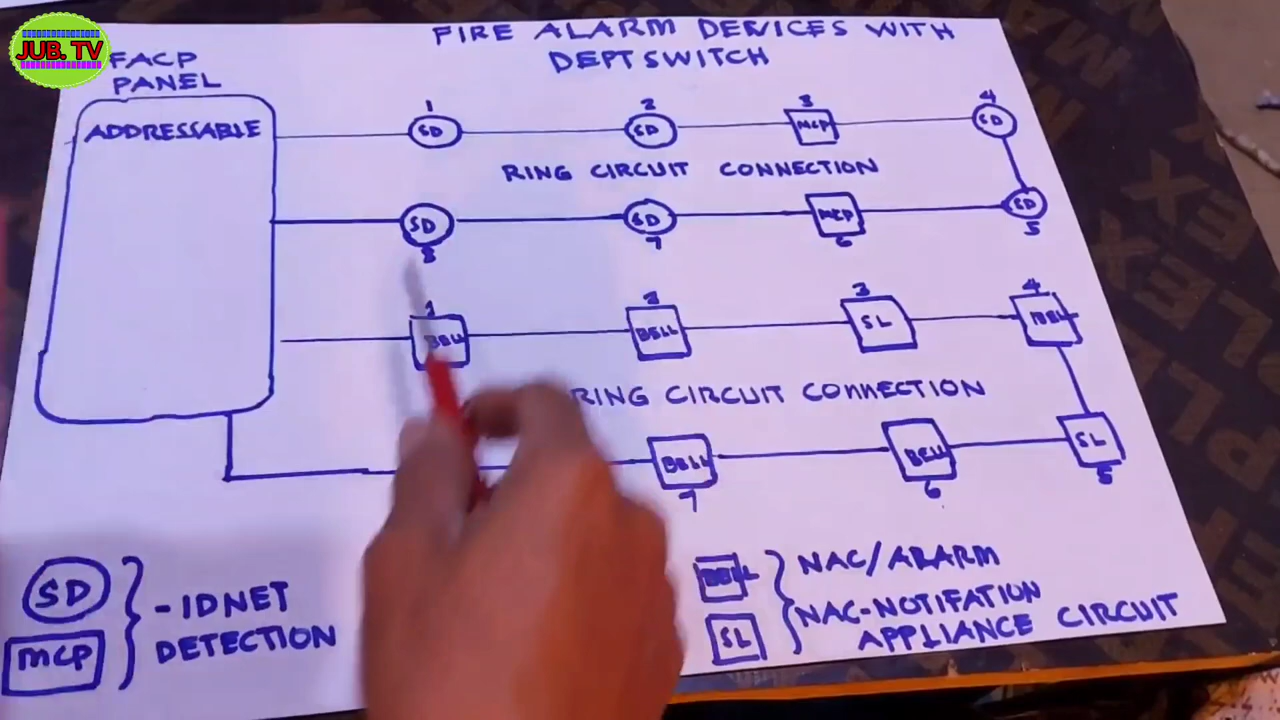 JUB.TV
FIRE ALARM DEVICES WITH
DEPT SWITCH
FACP
PANEL
ADDRESSABLE
1
2
3
4
SD
SD
MCP
SD
RING CIRCUIT CONNECTION
SD
SD
MCP
SD
8
7
6
5
1
2
3
4
BELL
BELL
SL
BELL
RING CIRCUIT CONNECTION
BELL
BELL
SL
7
6
5
SD
MCP
-IDNET
DETECTION
BELL
SL
NAC/ALARM
NAC-NOTIFATION
APPLIANCE CIRCUIT